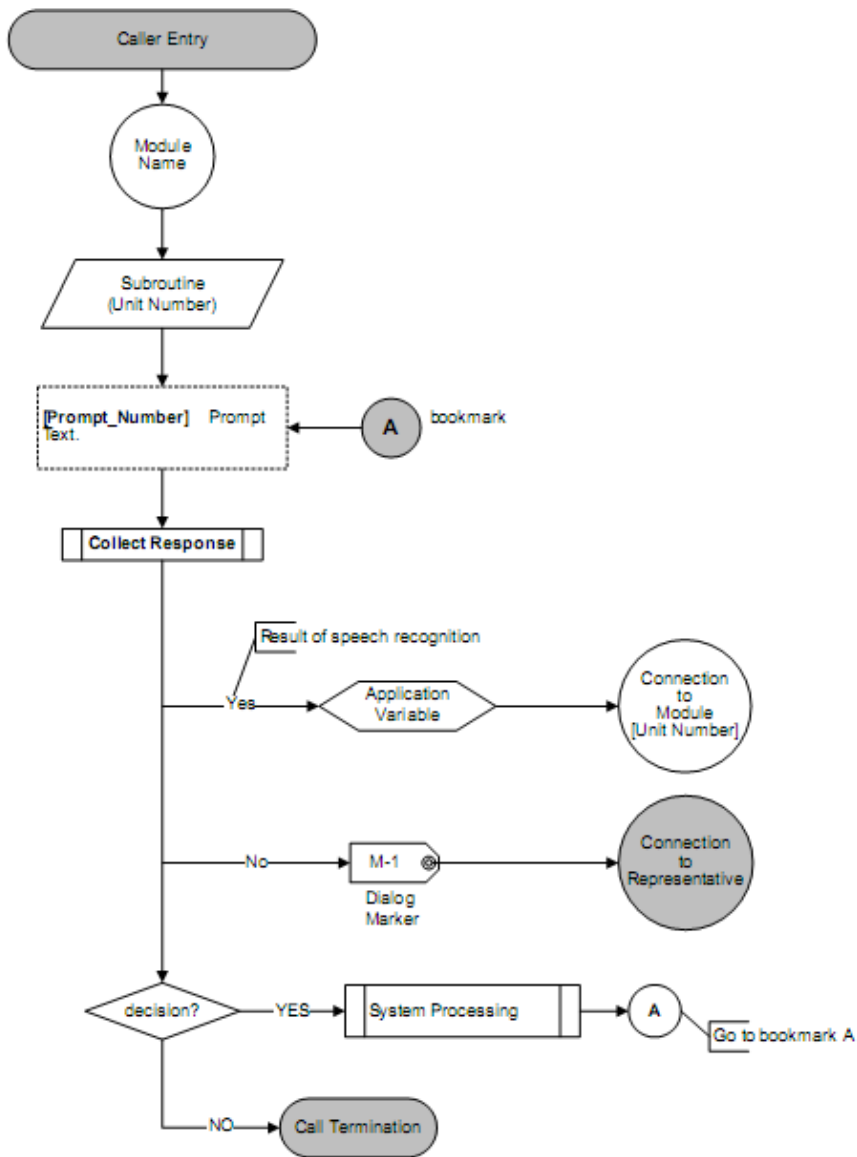 Caller Entry
Module
Name
Subroutine
(Unit Number)
[Prompt_Number] Prompt
Text.
A
bookmark
Collect Response
Result of speech recognition
Yes
Application
Variable
Connection
to
Module
[Unit Number]
No
M-1
Dialog
Marker
Connection
to
Representative
decision?
YES
System Processing
A
Go to bookmark A
NO
Call Termination